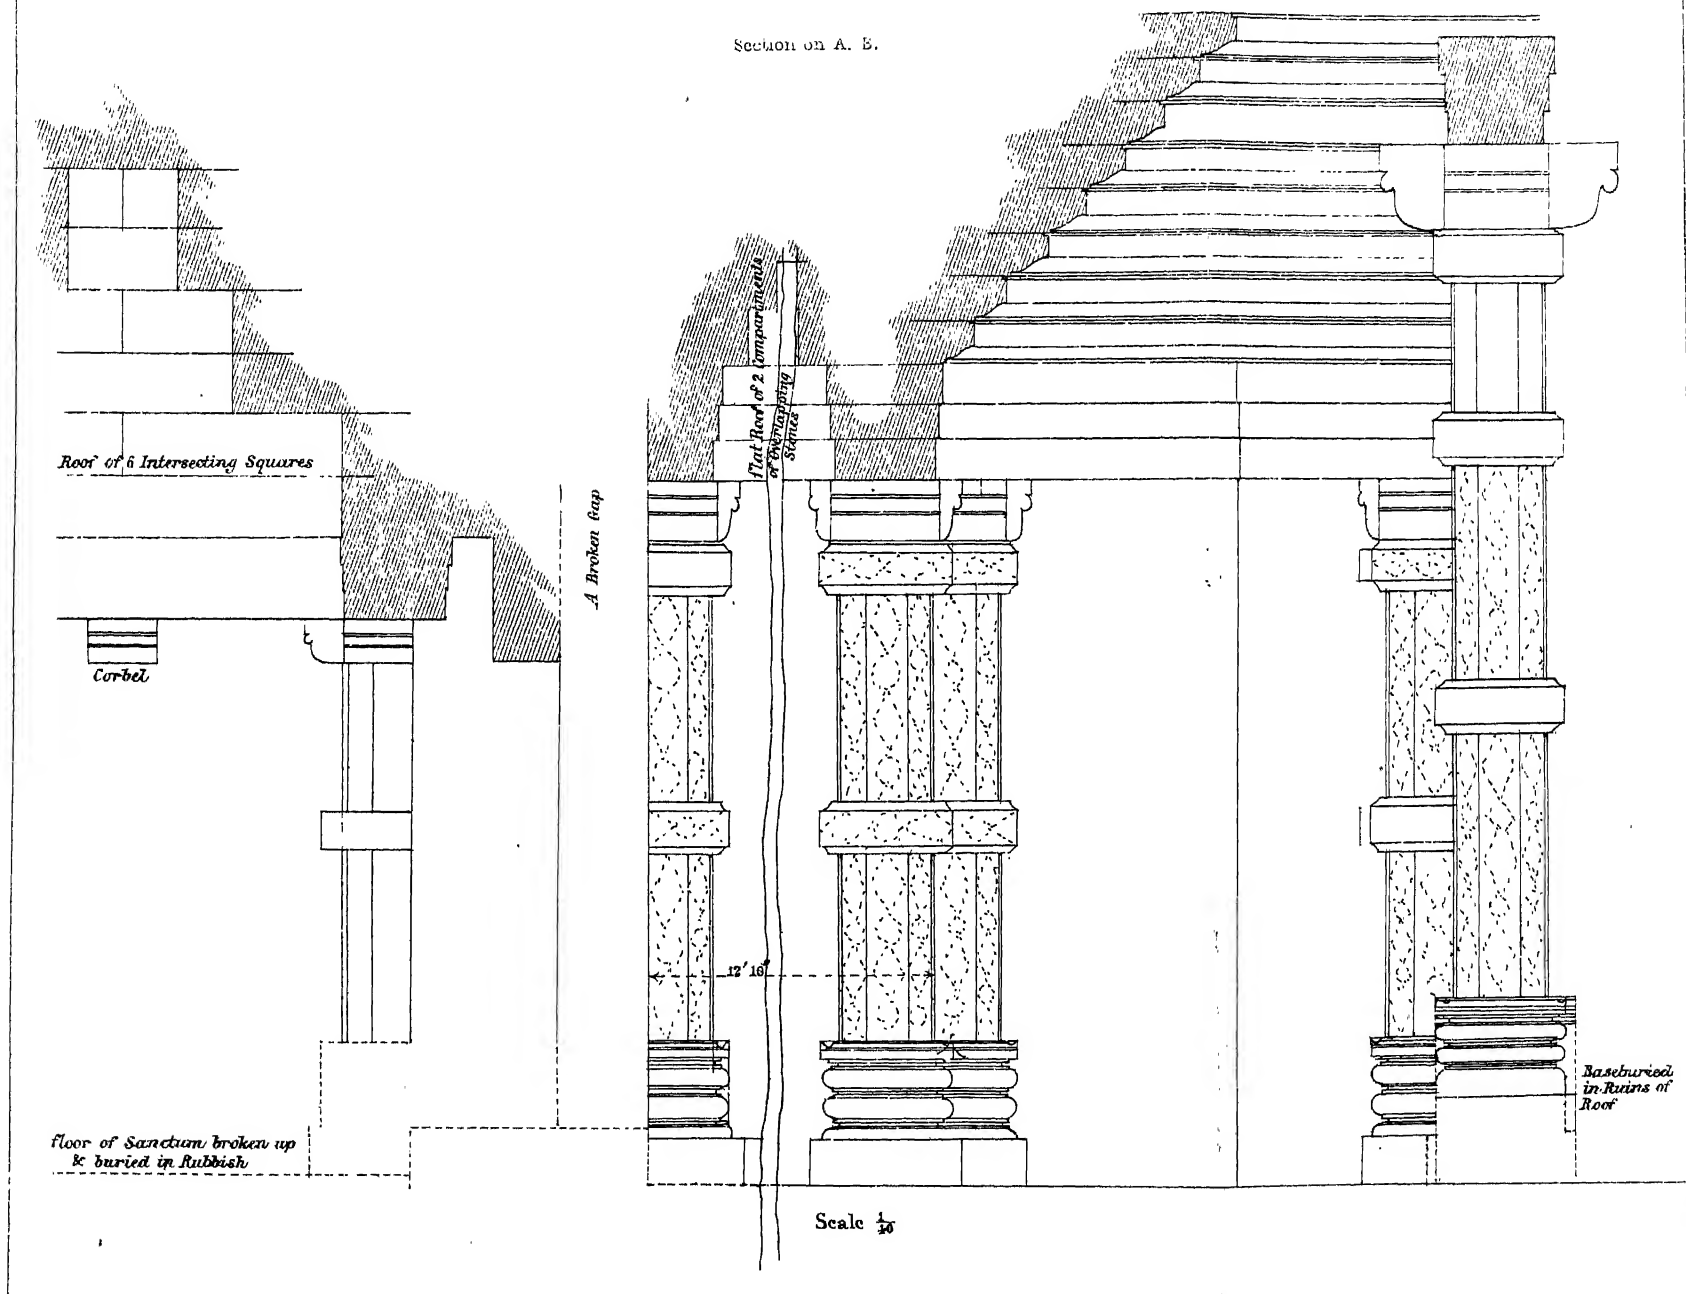 Section on A. B.
Roof of 6 Intersecting Squares
Corbel
A Broken Gap
flat Roof of 2 Compartments
of Overlapping
Stones
12' 10"
floor of Sanctum broken up
& buried in Rubbish
Base buried
in Ruins of
Roof
Scale 1/40